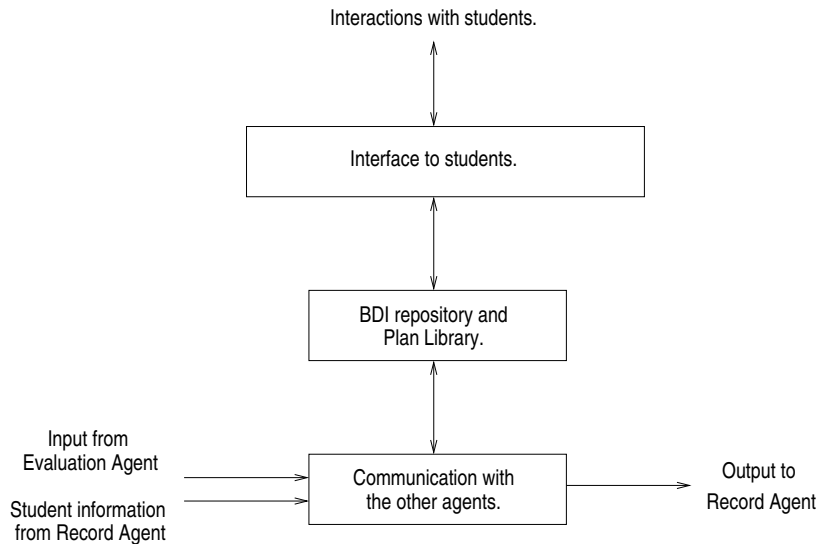 Interactions with students.
Interface to students.
BDI repository and
Plan Library.
Input from
Evaluation Agent
Student information
from Record Agent
Communication with
the other agents.
Output to
Record Agent